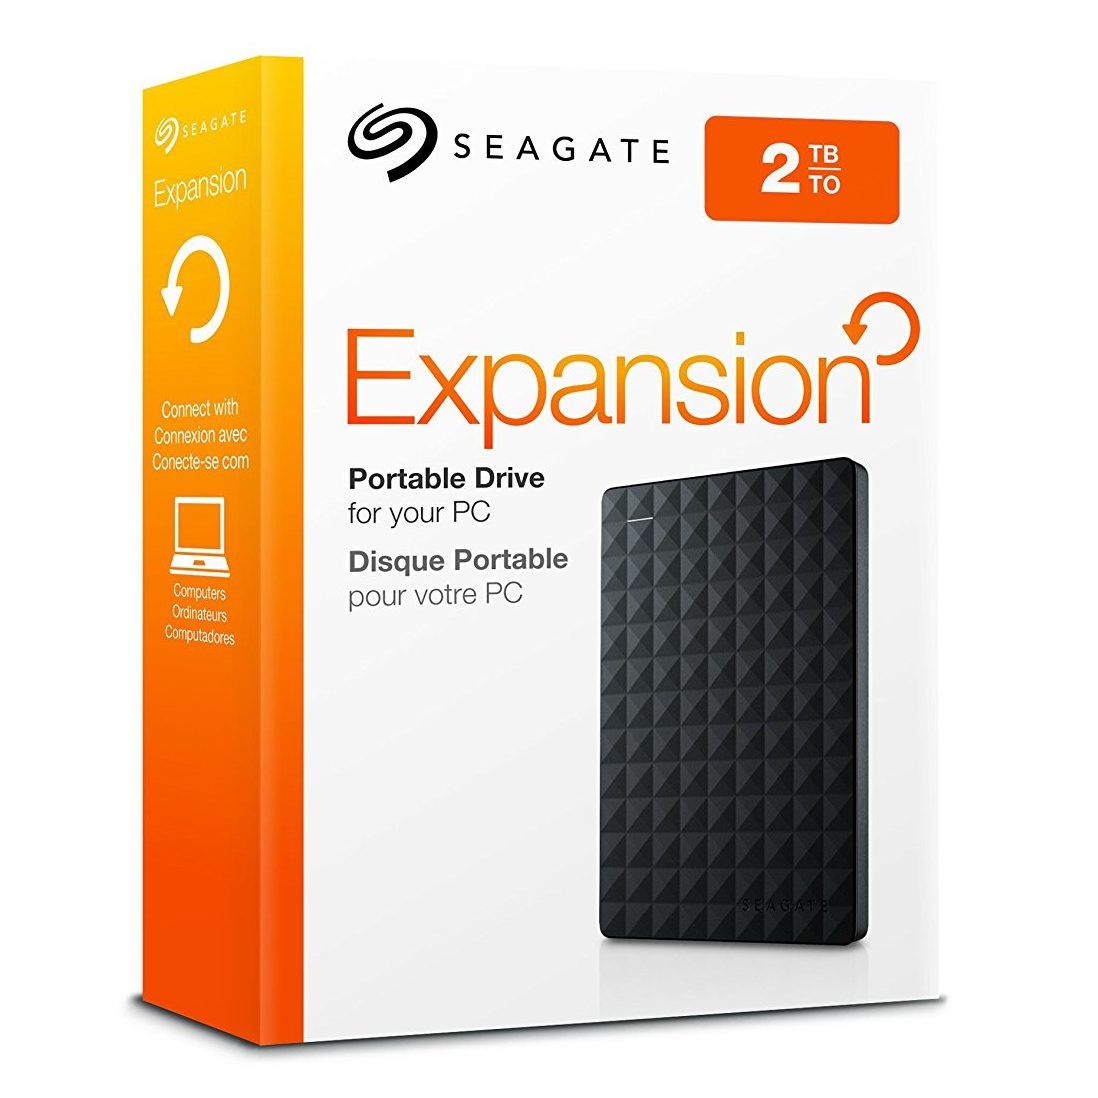 SEAGATE
Expansion
Connect with
Connexion avec
Conecte-se com
Computers
Ordinateurs
Computadores
SEAGATE
2 TB
TO
Expansion
Portable Drive
for your PC
Disque Portable
pour votre PC
SEAGATE